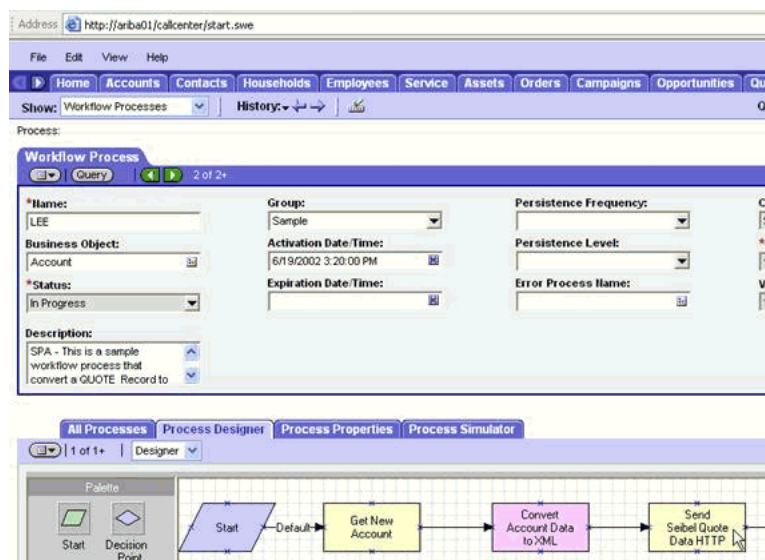 Address http://ariba01/callcenter/start.swe
File Edit View Help
Home Accounts Contacts Households Employees Service Assets Orders Campaigns Opportunities Qu
Show: Workflow Processes History:
Process:
Workflow Process
Query 2 of 2+
*Name: Group: Persistence Frequency:
LEE Sample
Business Object: Activation Date/Time: Persistence Level:
Account 6/19/2002 3:20:00 PM
*Status: Expiration Date/Time: Error Process Name:
In Progress
Description:
SPA - This is a sample
workflow process that
convert a QUOTE Record to
All Processes Process Designer Process Properties Process Simulator
1 of 1+ Designer
Palette
Start Decision
Point
Start Default Get New
Account
Convert
Account Data
to XML
Send
Seibel Quote
Data HTTP